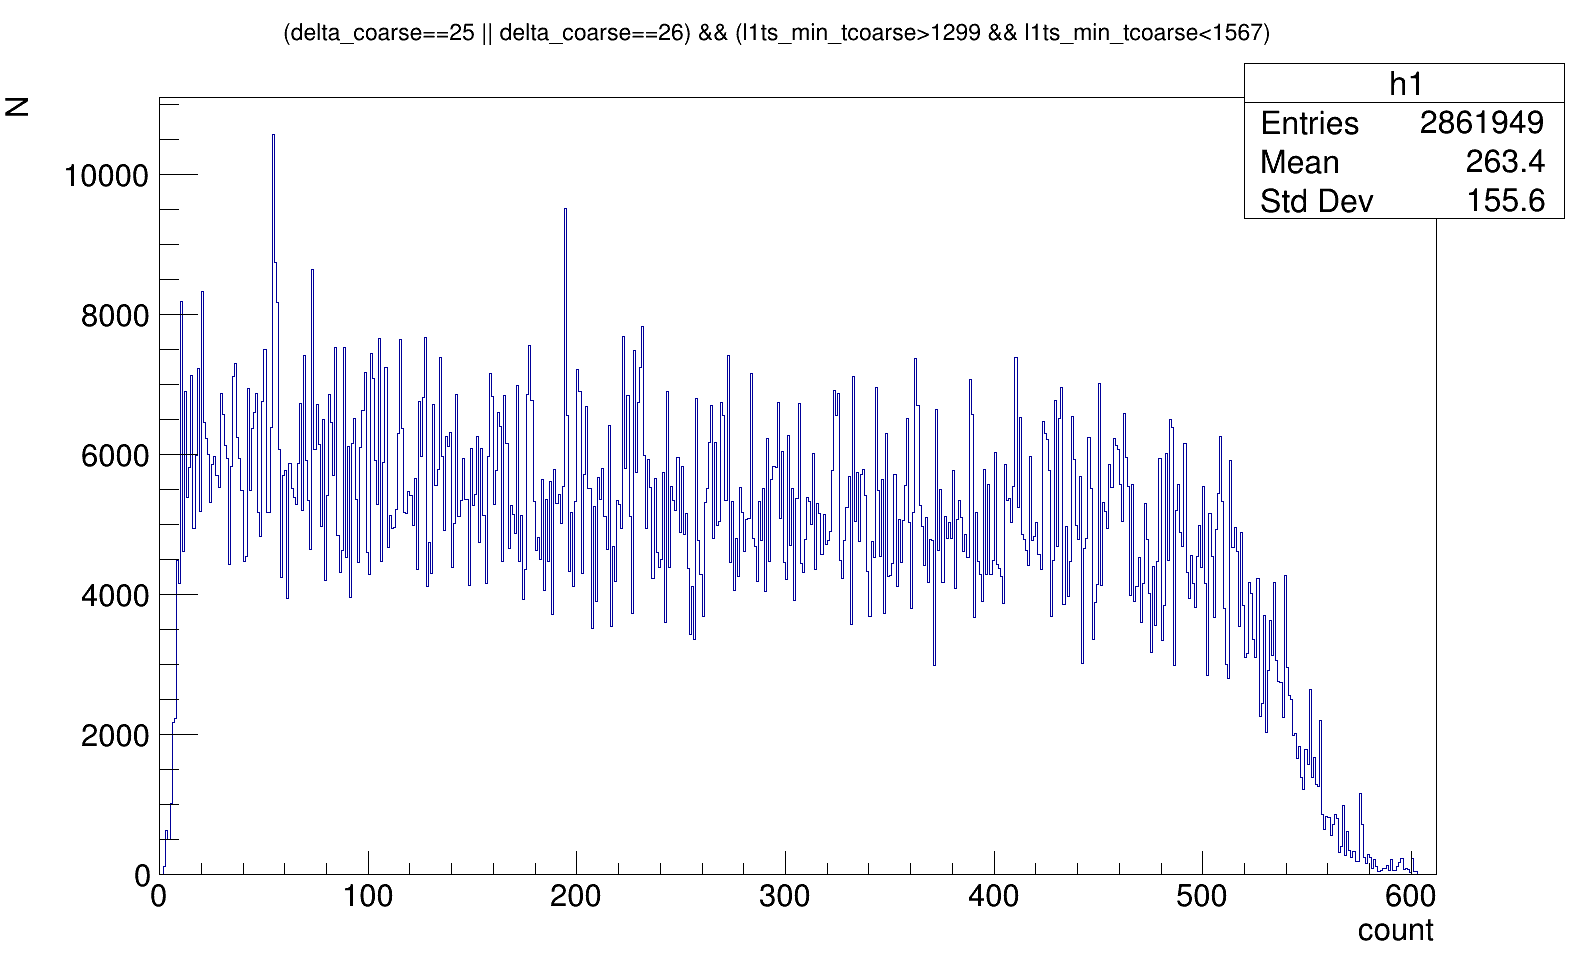 (delta_coarse==25 || delta_coarse==26) && (l1ts_min_tcoarse>1299 && l1ts_min_tcoarse<1567)
h1
Entries 2861949
Mean 263.4
Std Dev 155.6
N
10000
8000
6000
4000
2000
0
0 100 200 300 400 500 600
count